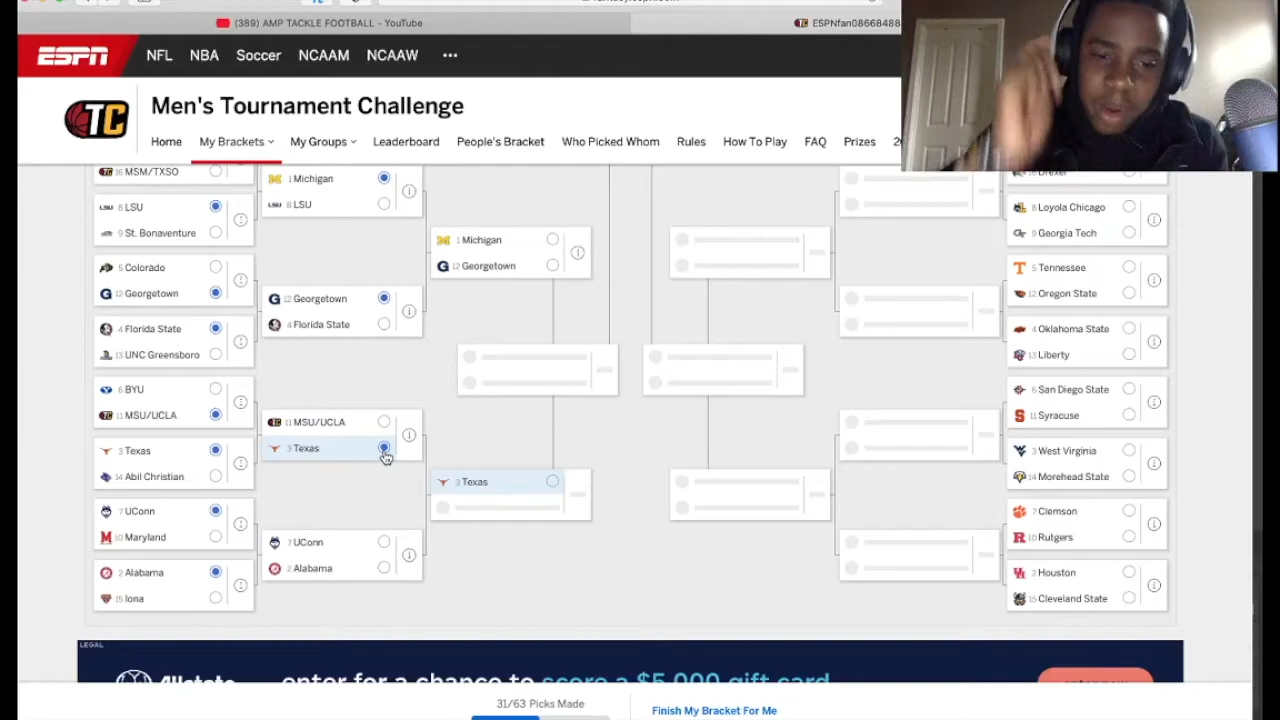 (389) AMP TACKLE FOOTBALL - YouTube
ESPNfan08668488
ESPN
NFL NBA Soccer NCAAM NCAAW
TC
Men's Tournament Challenge
Home My Brackets My Groups Leaderboard People's Bracket Who Picked Whom Rules How To Play FAQ Prizes
16 MSM/TXSO
8 LSU
9 St. Bonaventure
5 Colorado
12 Georgetown
4 Florida State
13 UNC Greensboro
6 BYU
11 MSU/UCLA
3 Texas
14 Abil Christian
7 UConn
10 Maryland
2 Alabama
15 Iona
1 Michigan
8 LSU
12 Georgetown
4 Florida State
11 MSU/UCLA
3 Texas
7 UConn
2 Alabama
1 Michigan
12 Georgetown
3 Texas
16 Drexel
8 Loyola Chicago
9 Georgia Tech
5 Tennessee
12 Oregon State
4 Oklahoma State
13 Liberty
6 San Diego State
11 Syracuse
3 West Virginia
14 Morehead State
7 Clemson
10 Rutgers
2 Houston
15 Cleveland State
LEGAL
Allstate enter for a chance to score a $5,000 gift card
31/63 Picks Made
Finish My Bracket For Me